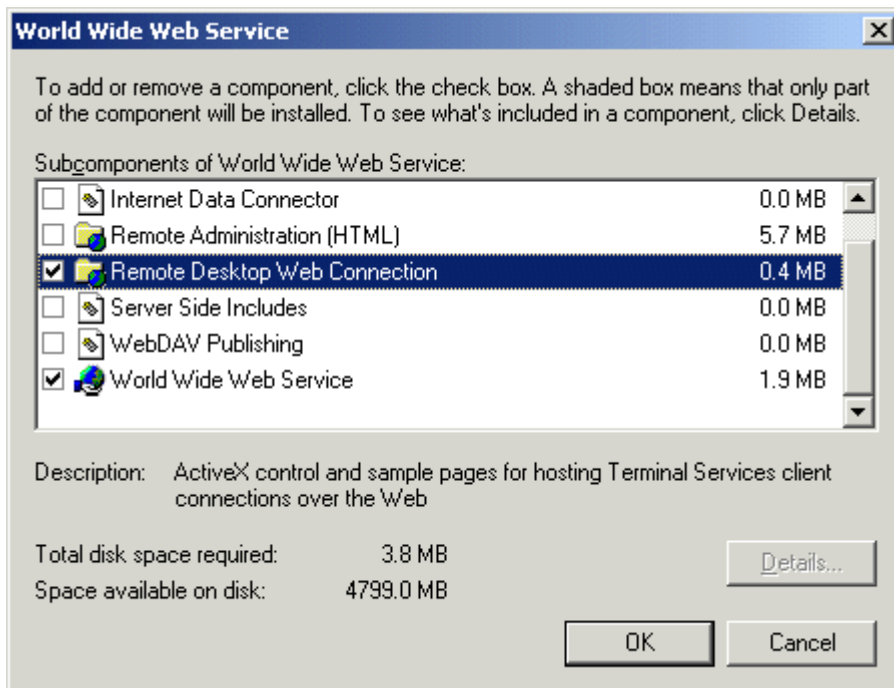 World Wide Web Service
To add or remove a component, click the check box. A shaded box means that only part
of the component will be installed. To see what's included in a component, click Details.
Subcomponents of World Wide Web Service:
Internet Data Connector 0.0 MB
Remote Administration (HTML) 5.7 MB
Remote Desktop Web Connection 0.4 MB
Server Side Includes 0.0 MB
WebDAV Publishing 0.0 MB
World Wide Web Service 1.9 MB
Description: ActiveX control and sample pages for hosting Terminal Services client
connections over the Web
Total disk space required: 3.8 MB
Space available on disk: 4799.0 MB
Details...
OK Cancel